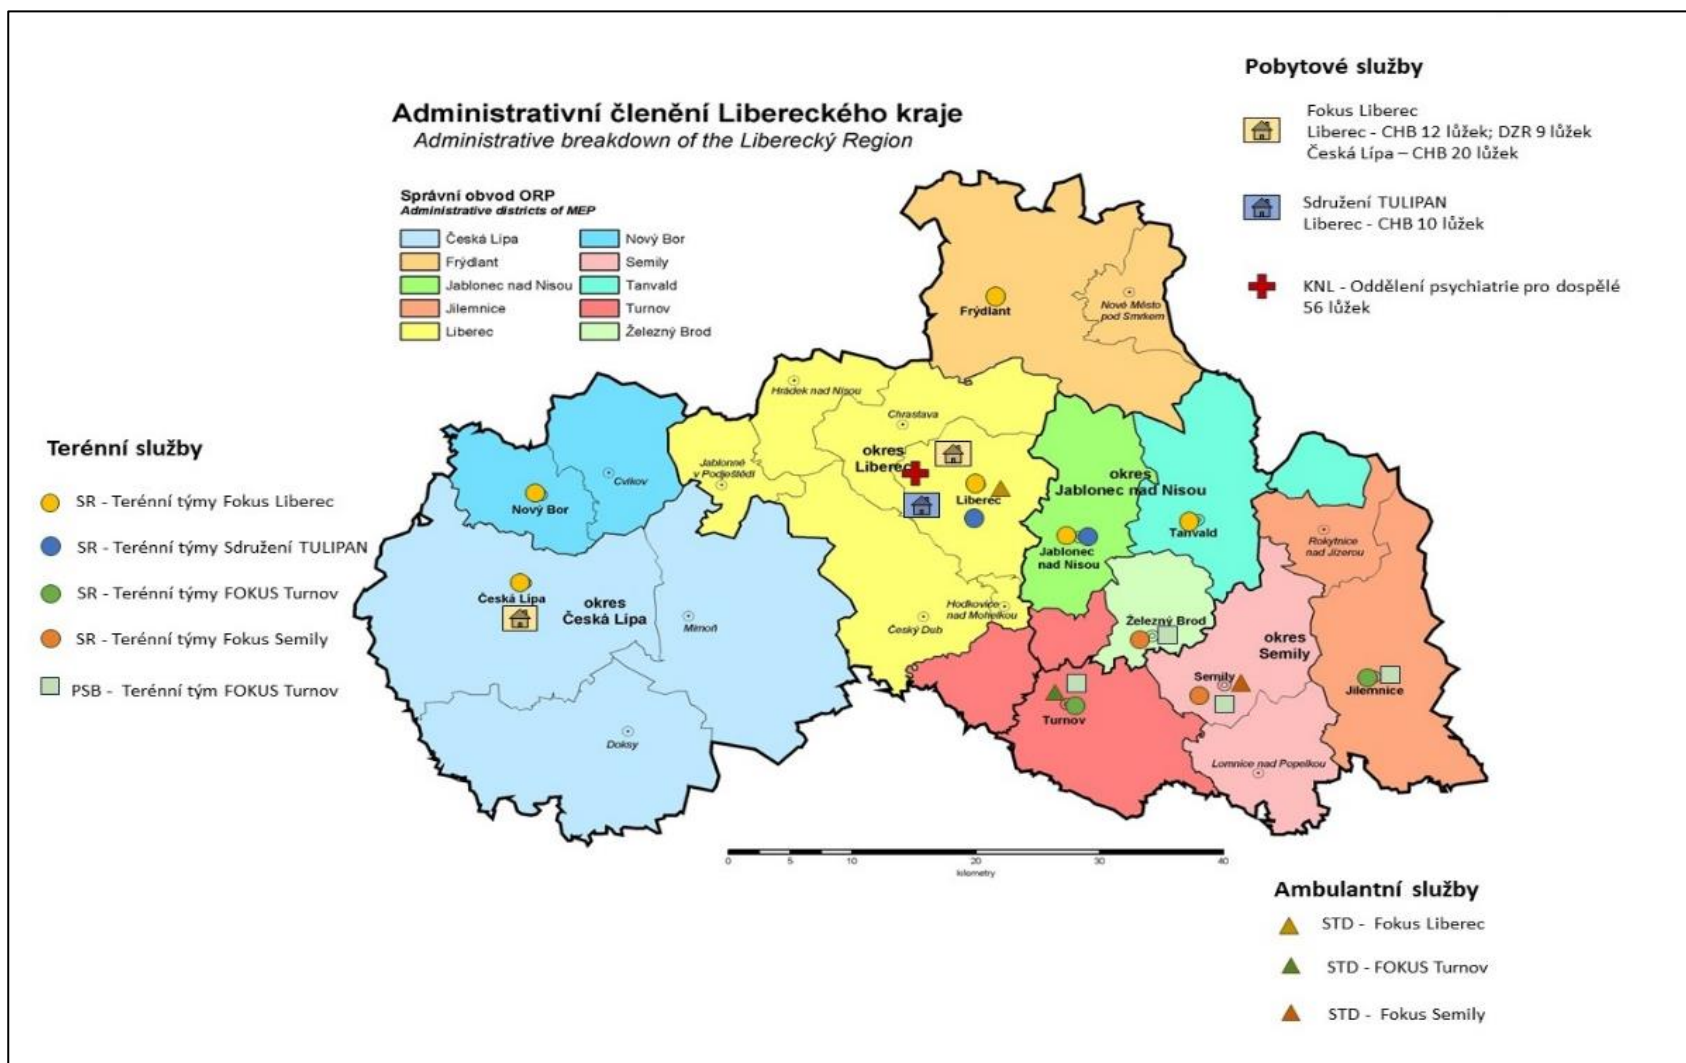 Pobytové služby
Fokus Liberec
Liberec - CHB 12 lůžek; DZR 9 lůžek
Česká Lípa – CHB 20 lůžek
Sdružení TULIPAN
Liberec - CHB 10 lůžek
KNL - Oddělení psychiatrie pro dospělé
56 lůžek
Administrativní členění Libereckého kraje
Administrative breakdown of the Liberecký Region
Správní obvod ORP
Administrative districts of MEP
Česká Lípa
Nový Bor
Frýdlant
Semily
Jablonec nad Nisou
Tanvald
Jilemnice
Turnov
Liberec
Železný Brod
Terénní služby
SR - Terénní týmy Fokus Liberec
SR - Terénní týmy Sdružení TULIPAN
SR - Terénní týmy FOKUS Turnov
SR - Terénní týmy Fokus Semily
PSB - Terénní tým FOKUS Turnov
Frýdlant
Nové Město
pod Smrkem
Hrádek nad Nisou
Chrastava
okres
Liberec
Jablonné
v Podještědí
Cvikov
Nový Bor
Liberec
okres
Jablonec nad Nisou
Tanvald
Jablonec
nad Nisou
Rokytnice
nad Jizerou
Česká Lípa
okres
Česká Lípa
Mimoň
Hodkovice
nad Mohelkou
Český Dub
Železný Brod
okres
Semily
Semily
Jilemnice
Turnov
Doksy
Lomnice nad Popelkou
0 5 10 20 30 40
kilometry
Ambulantní služby
STD - Fokus Liberec
STD - FOKUS Turnov
STD - Fokus Semily